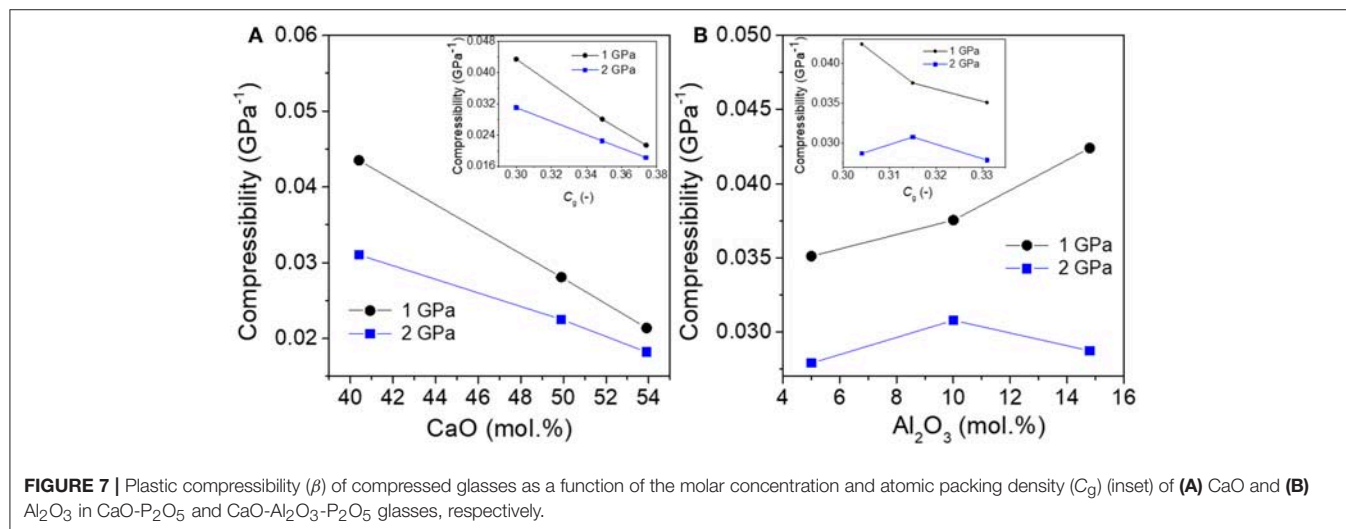 A
Compressibility (GPa⁻¹)
0.06
0.05
0.04
0.03
0.02
40 42 44 46 48 50 52 54
CaO (mol.%)
1 GPa
2 GPa
Compressibility (GPa⁻¹)
0.048
0.040
0.032
0.024
0.016
0.30 0.32 0.34 0.36 0.38
Cg (-)
1 GPa
2 GPa
B
Compressibility (GPa⁻¹)
0.050
0.045
0.040
0.035
0.030
4 6 8 10 12 14 16
Al₂O₃ (mol.%)
1 GPa
2 GPa
Compressibility (GPa⁻¹)
0.040
0.035
0.030
0.30 0.31 0.32 0.33
Cg (-)
1 GPa
2 GPa
FIGURE 7 | Plastic compressibility (β) of compressed glasses as a function of the molar concentration and atomic packing density (Cg) (inset) of (A) CaO and (B)
Al₂O₃ in CaO-P2O₅ and CaO-Al₂O₃-P₂O₅ glasses, respectively.